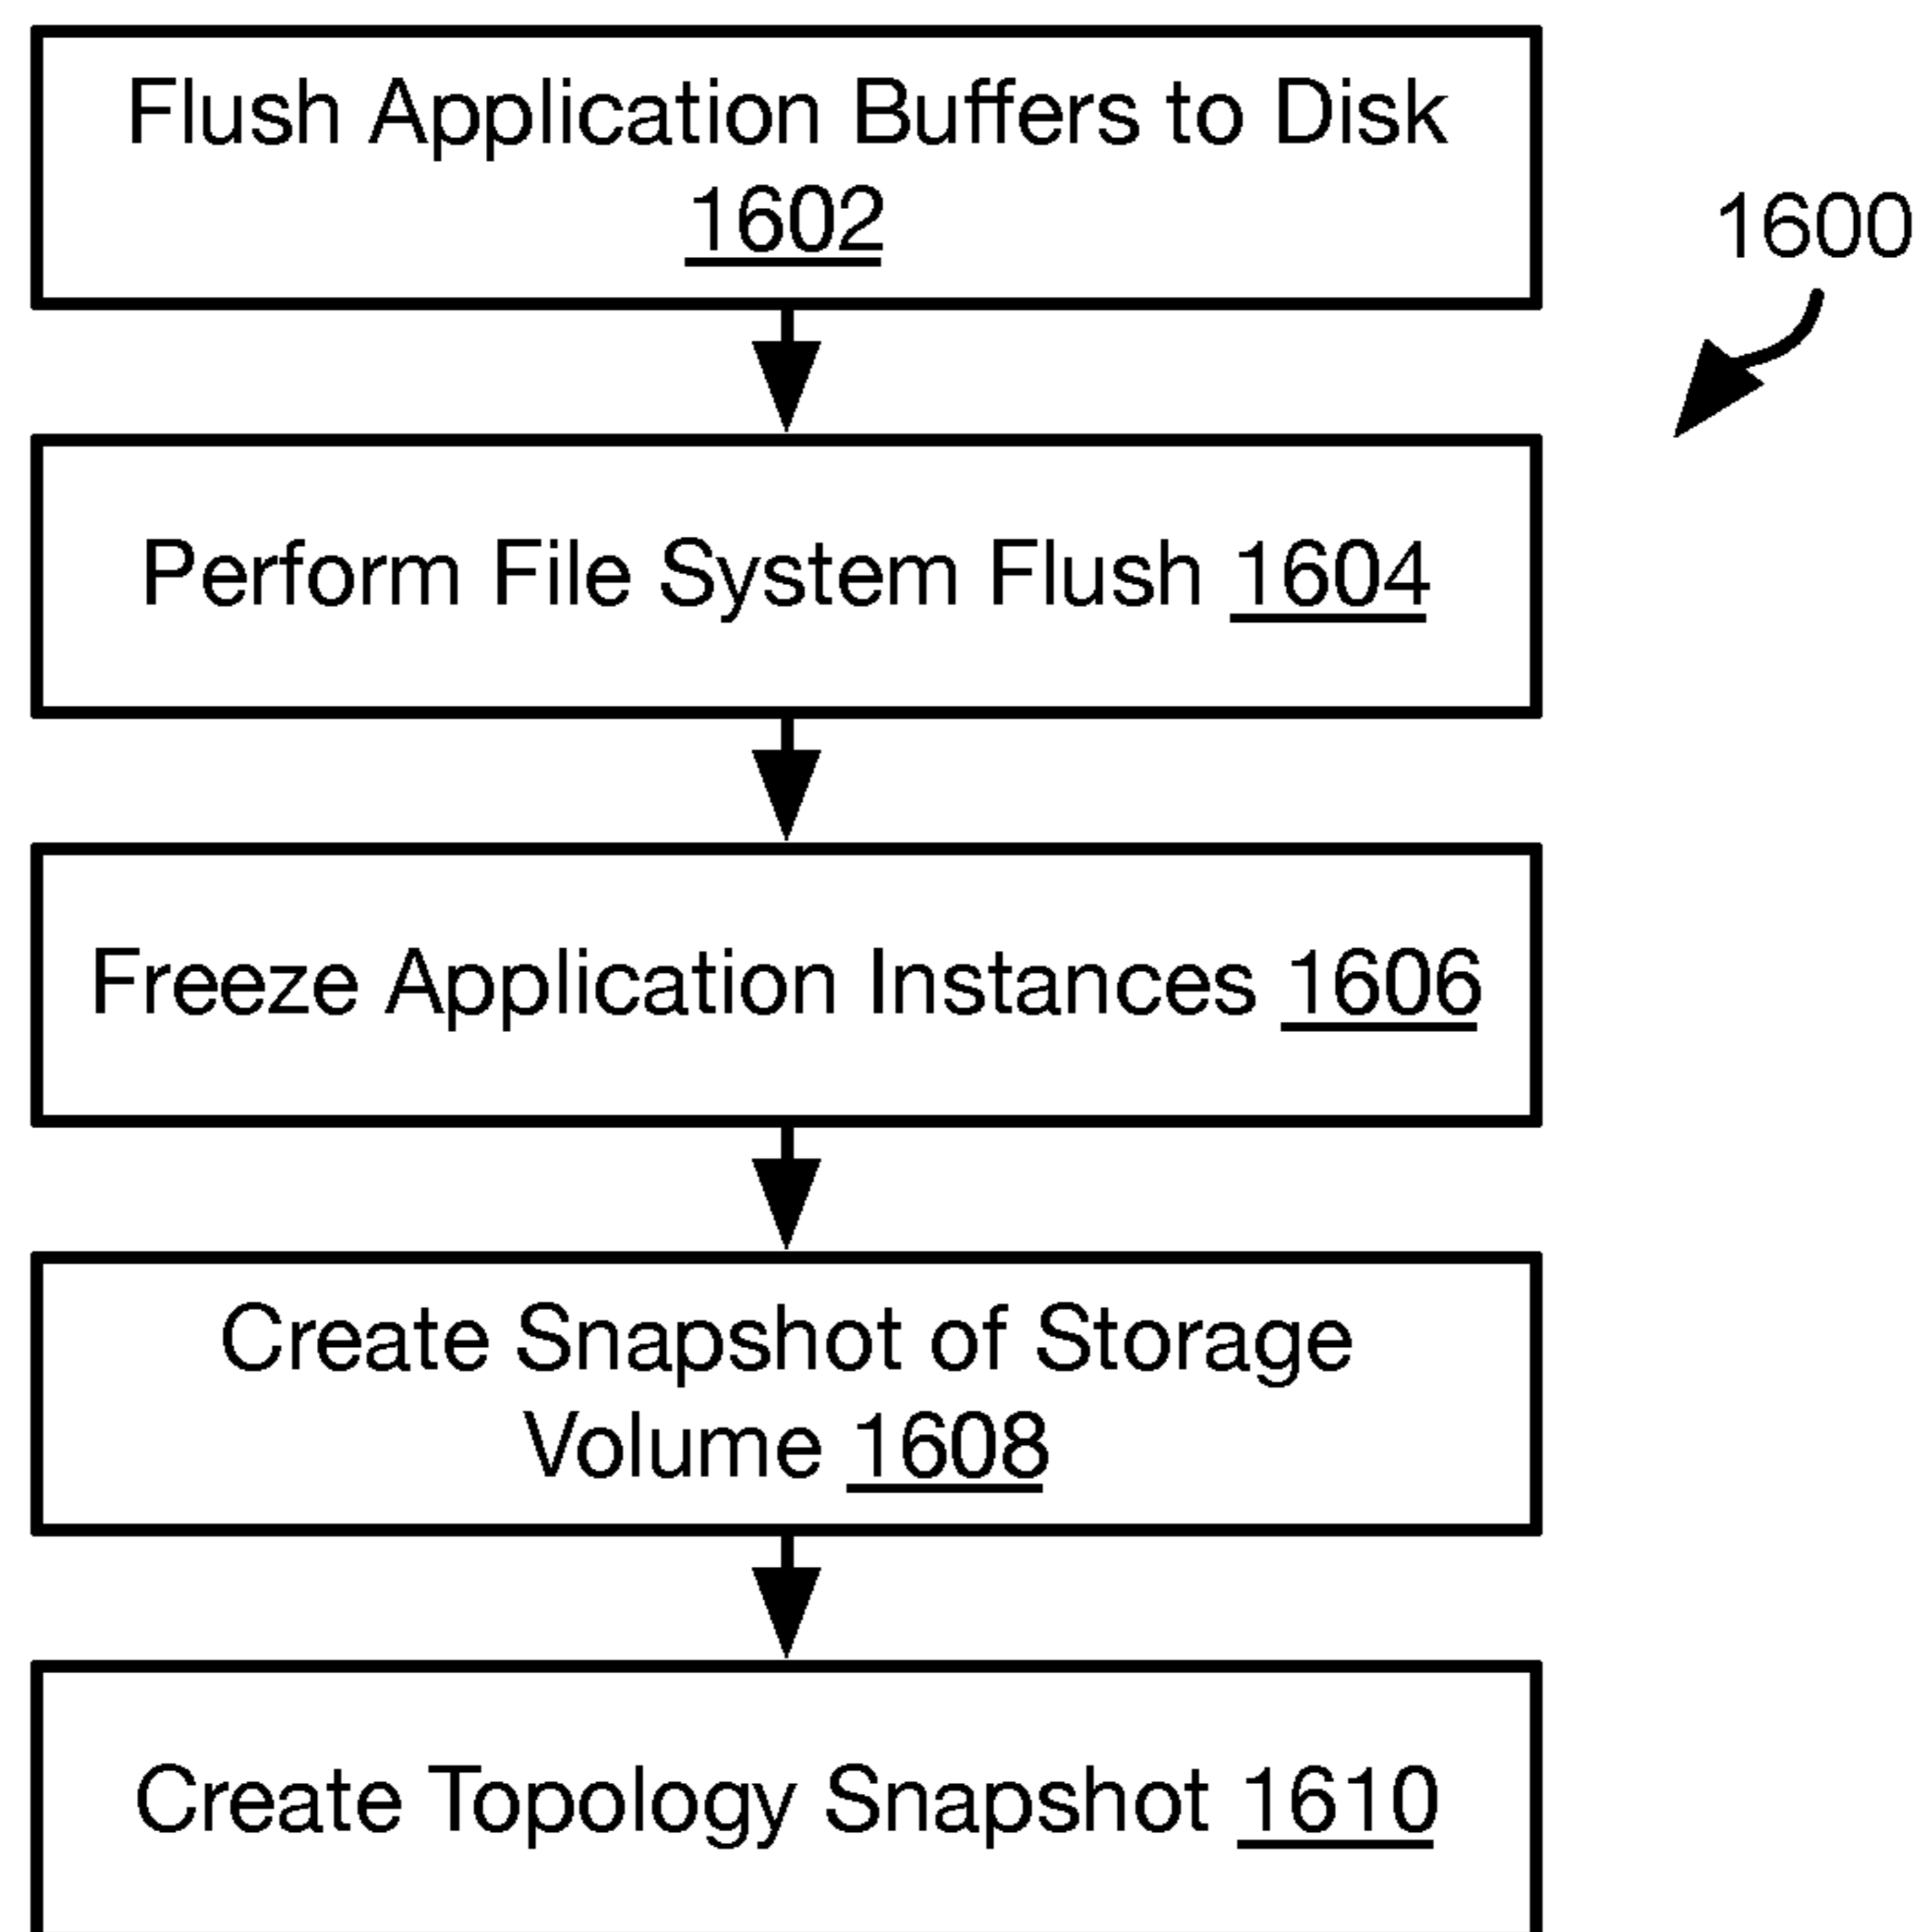 Flush Application Buffers to Disk
1602
1600
Perform File System Flush 1604
Freeze Application Instances 1606
Create Snapshot of Storage
Volume 1608
Create Topology Snapshot 1610